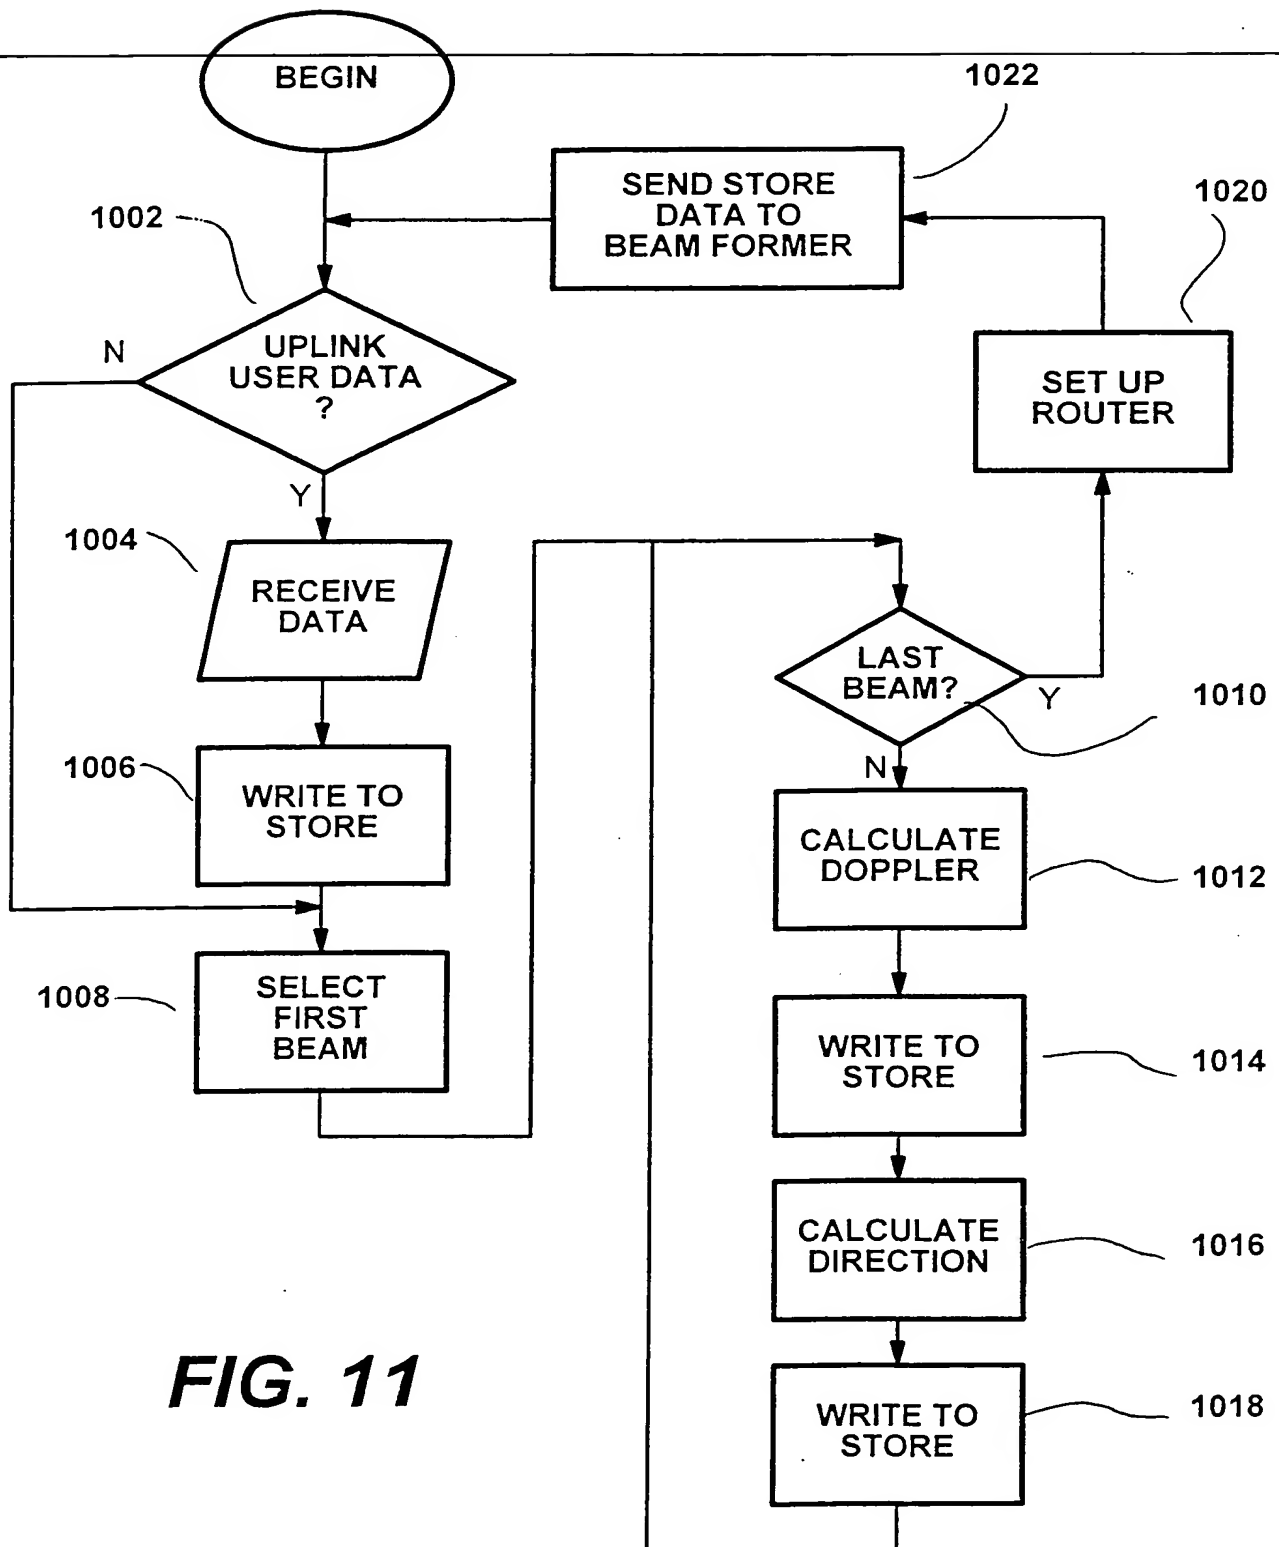 BEGIN
1022
SEND STORE
DATA TO
BEAM FORMER
1020
1002
N
UPLINK
USER DATA
?
SET UP
ROUTER
Y
1004
RECEIVE
DATA
LAST
BEAM?
Y
1010
N
1006
WRITE TO
STORE
CALCULATE
DOPPLER
1012
1008
SELECT
FIRST
BEAM
WRITE TO
STORE
1014
CALCULATE
DIRECTION
1016
FIG. 11
WRITE TO
STORE
1018